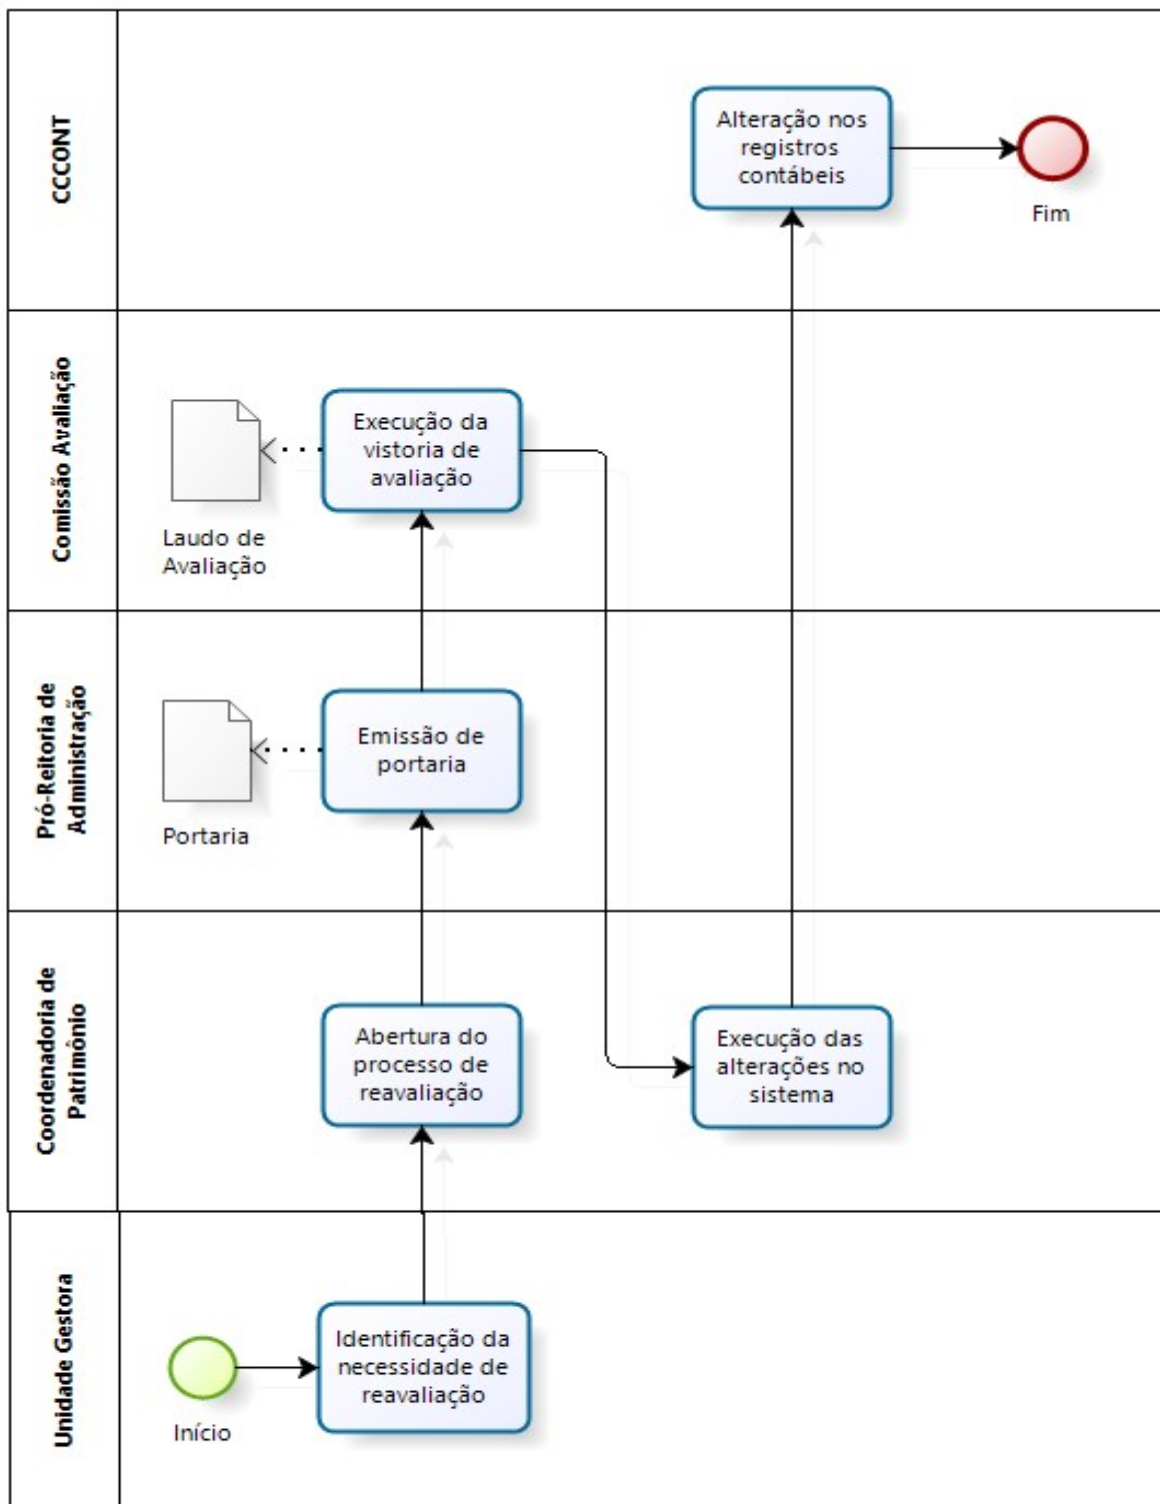 CCCONT
Alteração nos
registros
contábeis
Fim
Comissão Avaliação
Execução da
vistoria de
avaliação
Laudo de
Avaliação
Pró-Reitoria de
Administração
Emissão de
portaria
Portaria
Coordenadoria de
Patrimônio
Abertura do
processo de
reavaliação
Execução das
alterações no
sistema
Unidade Gestora
Identificação da
necessidade de
reavaliação
Início